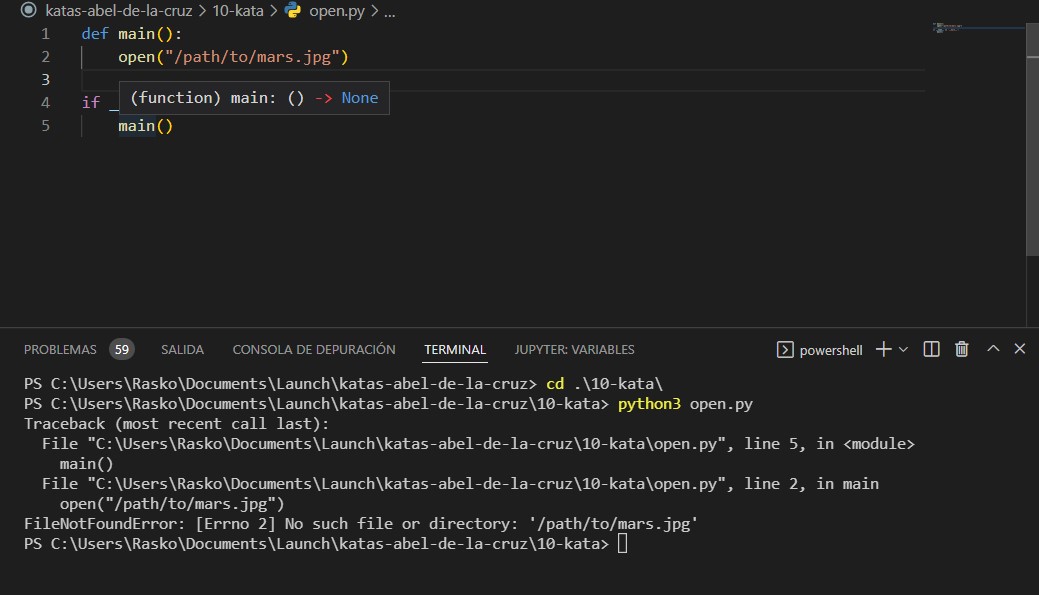 katas-abel-de-la-cruz > 10-kata > open.py > ...
1 def main():
2 open("/path/to/mars.jpg")
3
(function) main: () -> None
4 if _
5 main()
PROBLEMAS 59 SALIDA CONSOLA DE DEPURACIÓN TERMINAL JUPYTER: VARIABLES powershell
PS C:\Users\Rasko\Documents\Launch\katas-abel-de-la-cruz> cd .\10-kata\
PS C:\Users\Rasko\Documents\Launch\katas-abel-de-la-cruz\10-kata> python3 open.py
Traceback (most recent call last):
File "C:\Users\Rasko\Documents\Launch\katas-abel-de-la-cruz\10-kata\open.py", line 5, in <module>
main()
File "C:\Users\Rasko\Documents\Launch\katas-abel-de-la-cruz\10-kata\open.py", line 2, in main
open("/path/to/mars.jpg")
FileNotFoundError: [Errno 2] No such file or directory: '/path/to/mars.jpg'
PS C:\Users\Rasko\Documents\Launch\katas-abel-de-la-cruz\10-kata>